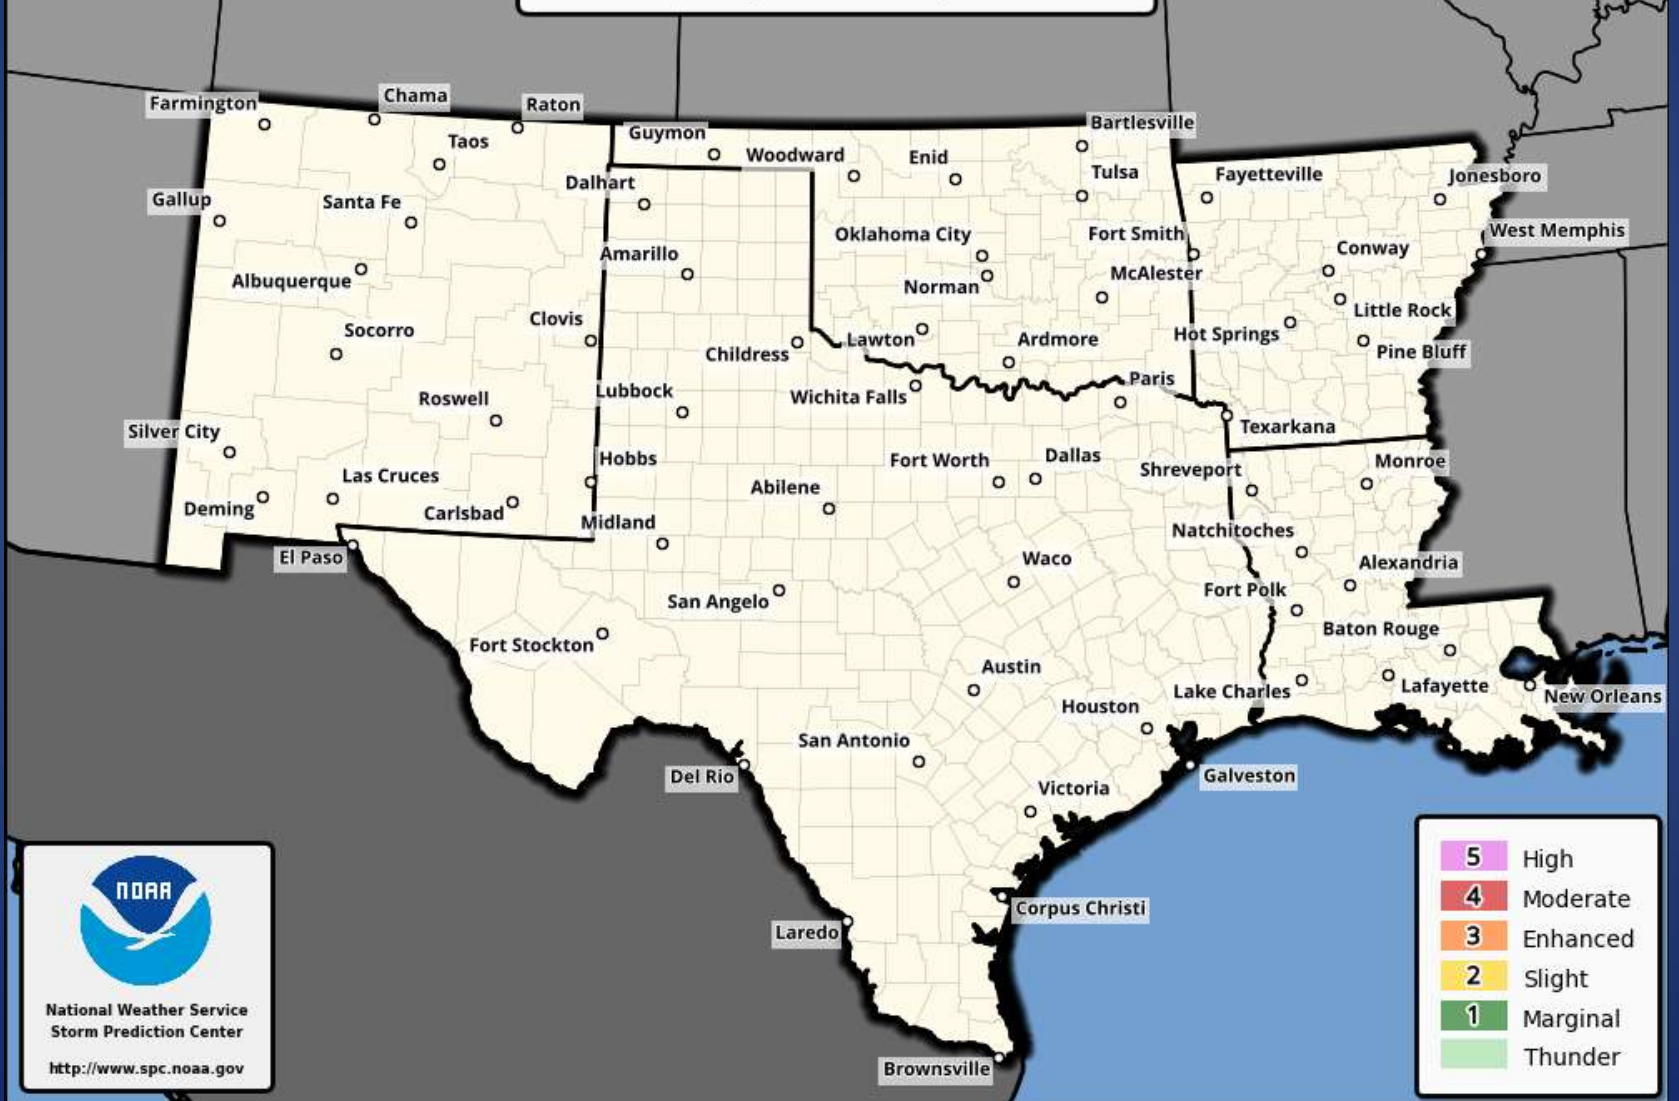 Farmington
Chama
Raton
Taos
Guymon
Woodward
Enid
Bartlesville
Tulsa
Fayetteville
Jonesboro
Gallup
Santa Fe
Dalhart
Oklahoma City
Fort Smith
West Memphis
Albuquerque
Amarillo
Norman
McAlester
Conway
Little Rock
Socorro
Clovis
Childress
Lawton
Ardmore
Hot Springs
Pine Bluff
Roswell
Lubbock
Wichita Falls
Paris
Texarkana
Silver City
Las Cruces
Hobbs
Abilene
Fort Worth
Dallas
Shreveport
Monroe
Deming
Carlsbad
Midland
Natchitoches
El Paso
San Angelo
Waco
Fort Polk
Alexandria
Fort Stockton
Austin
Baton Rouge
Houston
Lake Charles
Lafayette
New Orleans
San Antonio
Del Rio
Victoria
Galveston
Laredo
Corpus Christi
Brownsville
NOAA
National Weather Service
Storm Prediction Center
http://www.spc.noaa.gov
5 High
4 Moderate
3 Enhanced
2 Slight
1 Marginal
Thunder